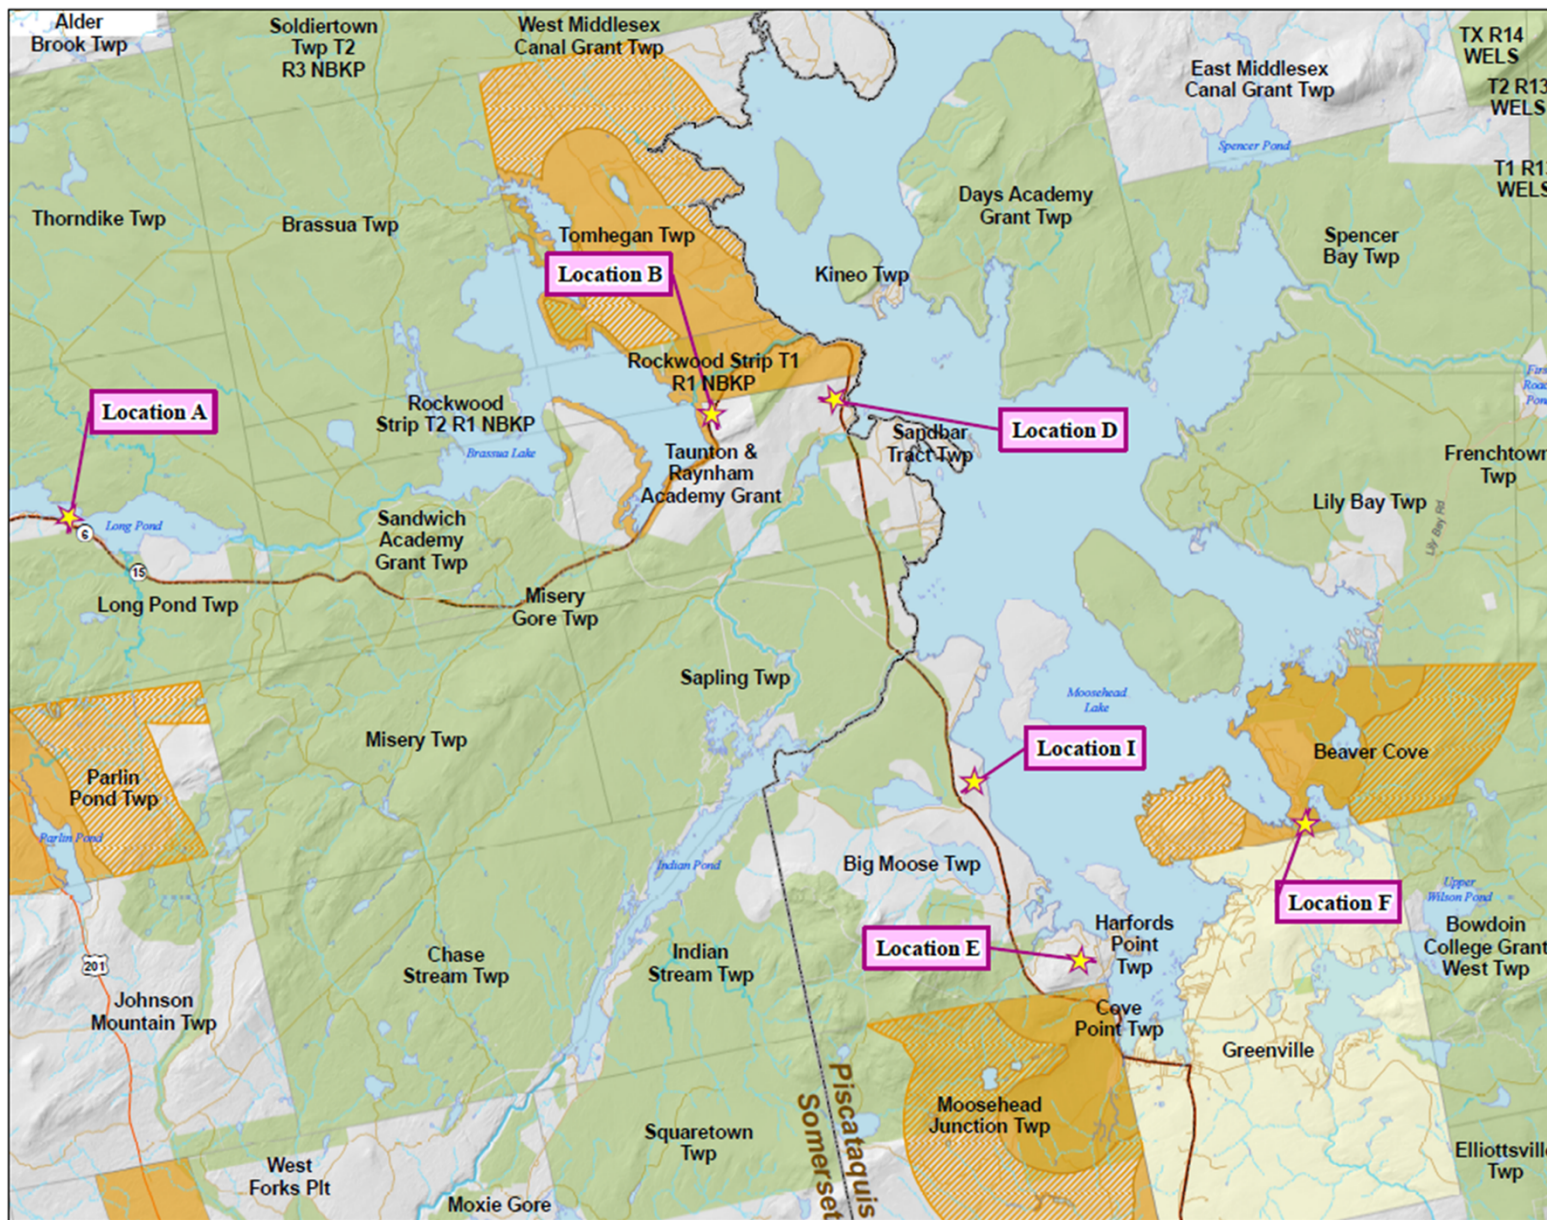 Alder
Brook Twp
Soldiertown
Twp T2
R3 NBKP
West Middlesex
Canal Grant Twp
East Middlesex
Canal Grant Twp
TX R14
WELS
T2 R13
WELS
Spencer Pond
T1 R13
WELS
Thorndike Twp
Brassua Twp
Tomhegan Twp
Days Academy
Grant Twp
Spencer
Bay Twp
Location B
Kineo Twp
Rockwood Strip T1
R1 NBKP
Location A
Rockwood
Strip T2 R1 NBKP
Brassua Lake
Location D
Sandbar
Tract Twp
Taunton &
Raynham
Academy Grant
Frenchtown
Twp
Lily Bay Twp
Lily Bay Rd
Long Pond
6
15
Sandwich
Academy
Grant Twp
Long Pond Twp
Misery
Gore Twp
Sapling Twp
Moosehead
Lake
Misery Twp
Location I
Beaver Cove
Parlin
Pond Twp
Parlin Pond
Indian Pond
Big Moose Twp
Upper
Wilson Pond
Location F
Harfords
Point
Twp
Location E
Bowdoin
College Grant
West Twp
201
Chase
Stream Twp
Indian
Stream Twp
Johnson
Mountain Twp
Cove
Point Twp
Greenville
Piscataquis
Somerset
Moosehead
Junction Twp
Squaretown
Twp
Elliottsville
Twp
West
Forks Plt
Moxie Gore